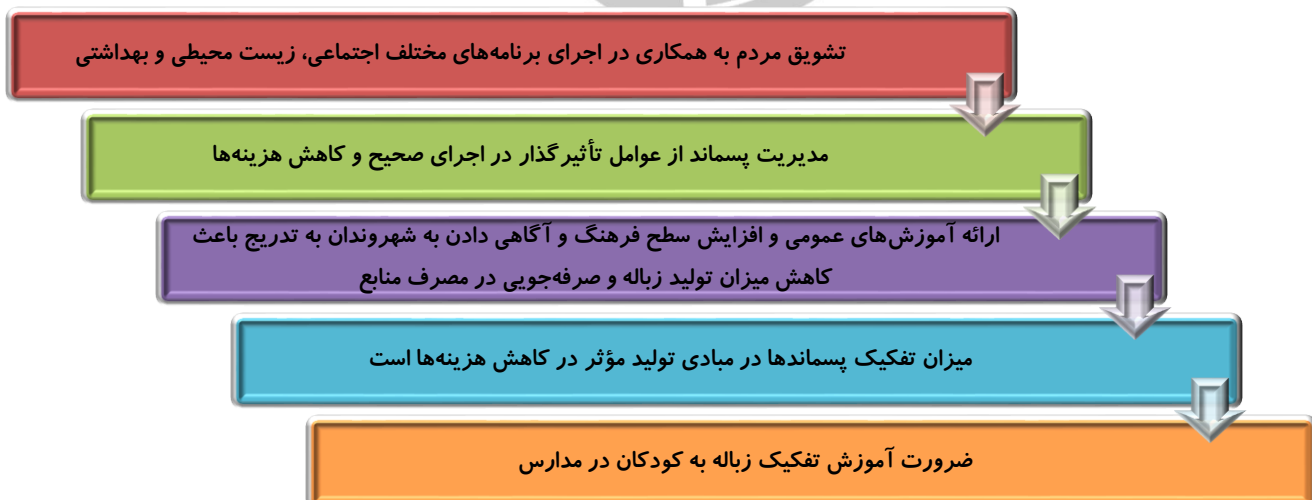 تشویق مردم به همکاری در اجرای برنامه‌های مختلف اجتماعی، زیست محیطی و بهداشتی
مدیریت پسماند از عوامل تأثیرگذار در اجرای صحیح و کاهش هزینه‌ها
ارائه آموزش‌های عمومی و افزایش سطح فرهنگ و آگاهی دادن به شهروندان به تدریج باعث
کاهش میزان تولید زباله و صرفه‌جویی در مصرف منابع
میزان تفکیک پسماندها در مبادی تولید مؤثر در کاهش هزینه‌ها است
ضرورت آموزش تفکیک زباله به کودکان در مدارس